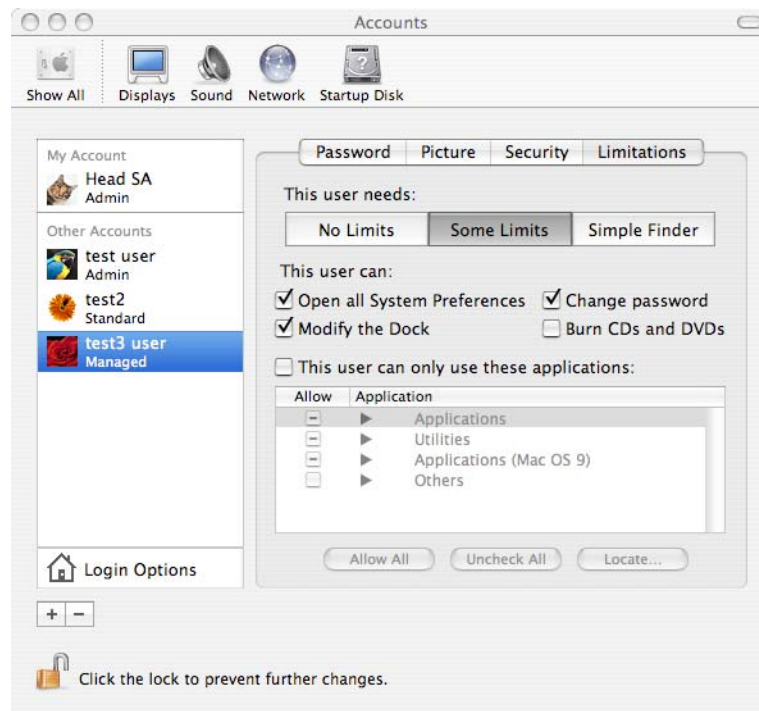 Accounts
Show All
Displays
Sound
Network
Startup Disk
My Account
Head SA
Admin
Other Accounts
test user
Admin
test2
Standard
test3 user
Managed
Login Options
+ −
Password Picture Security Limitations
This user needs:
No Limits Some Limits Simple Finder
This user can:
Open all System Preferences Change password
Modify the Dock Burn CDs and DVDs
This user can only use these applications:
Allow Application
Applications
Utilities
Applications (Mac OS 9)
Others
Allow All Uncheck All Locate...
Click the lock to prevent further changes.